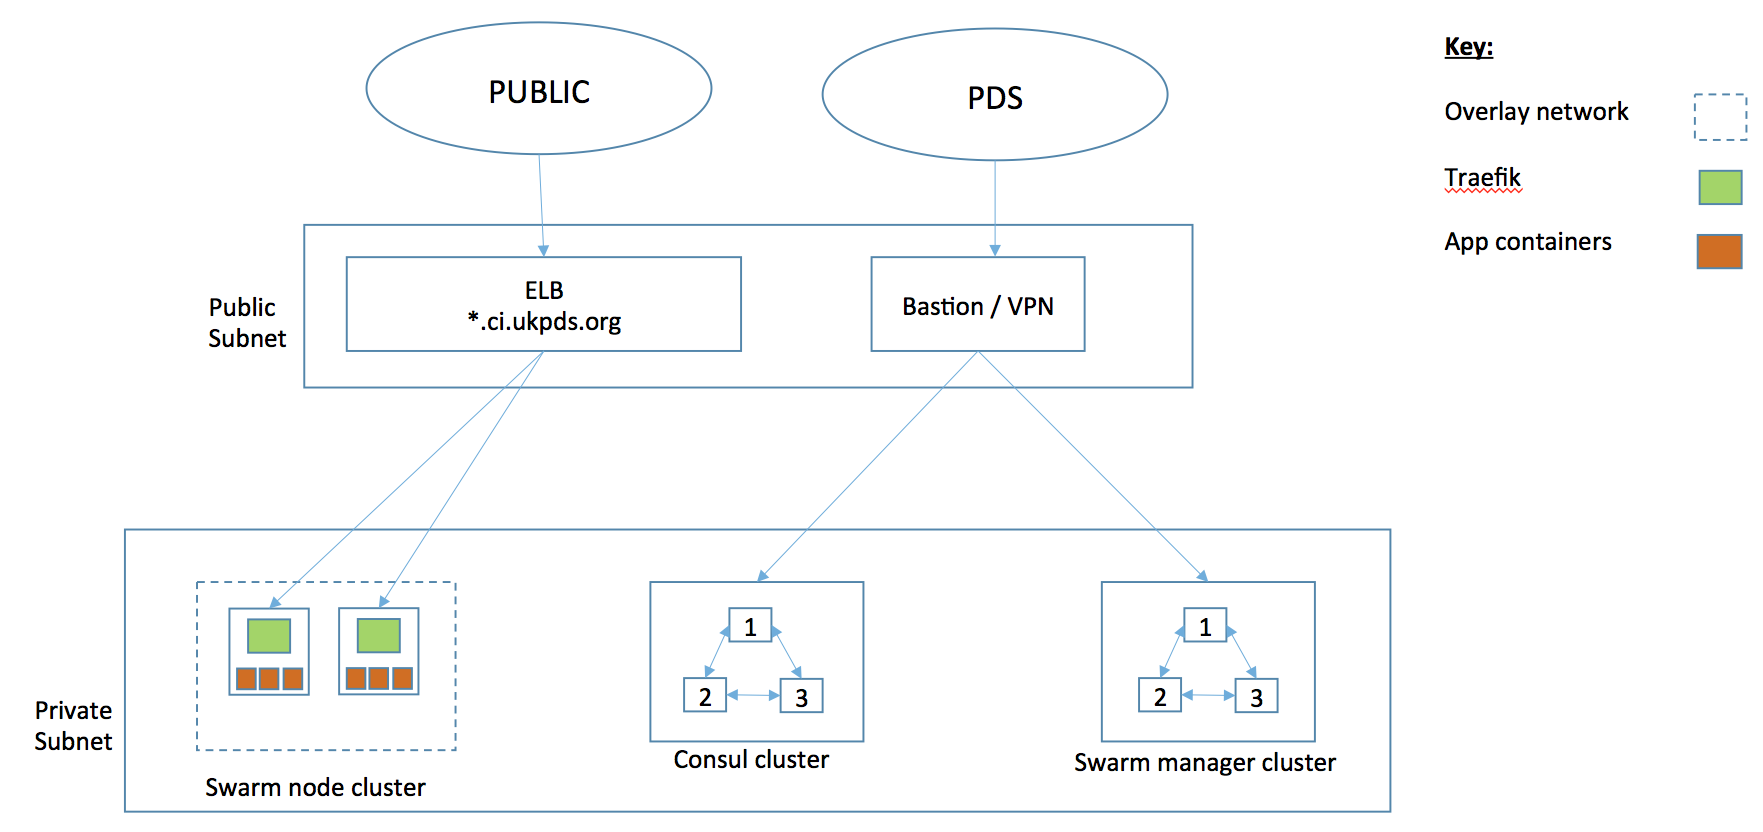 PUBLIC
PDS
Key:
Overlay network
Traefik
App containers
Public
Subnet
ELB
*.ci.ukpds.org
Bastion / VPN
Private
Subnet
1
2
3
1
2
3
Swarm node cluster
Consul cluster
Swarm manager cluster